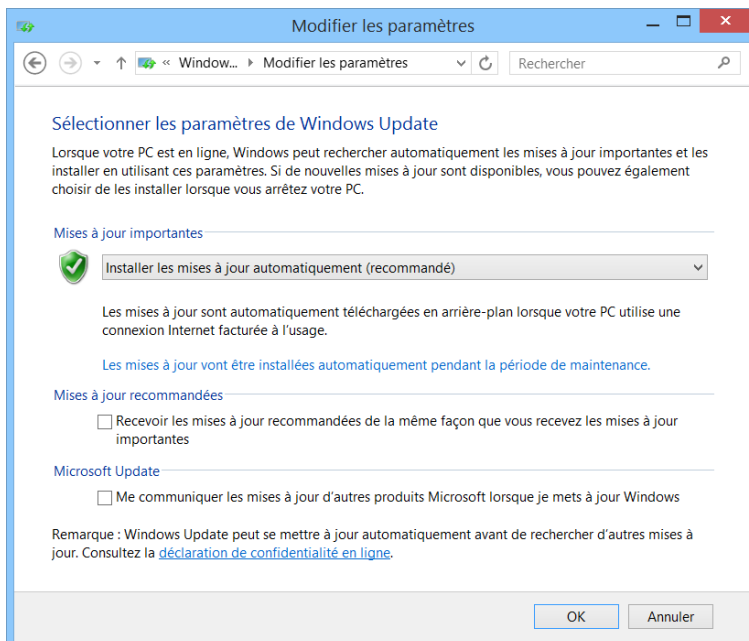 Modifier les paramètres
« Window... Modifier les paramètres Rechercher
Sélectionner les paramètres de Windows Update
Lorsque votre PC est en ligne, Windows peut rechercher automatiquement les mises à jour importantes et les
installer en utilisant ces paramètres. Si de nouvelles mises à jour sont disponibles, vous pouvez également
choisir de les installer lorsque vous arrêtez votre PC.
Mises à jour importantes
Installer les mises à jour automatiquement (recommandé)
Les mises à jour sont automatiquement téléchargées en arrière-plan lorsque votre PC utilise une
connexion Internet facturée à l'usage.
Les mises à jour vont être installées automatiquement pendant la période de maintenance.
Mises à jour recommandées
Recevoir les mises à jour recommandées de la même façon que vous recevez les mises à jour
importantes
Microsoft Update
Me communiquer les mises à jour d'autres produits Microsoft lorsque je mets à jour Windows
Remarque : Windows Update peut se mettre à jour automatiquement avant de rechercher d'autres mises à
jour. Consultez la déclaration de confidentialité en ligne.
OK Annuler